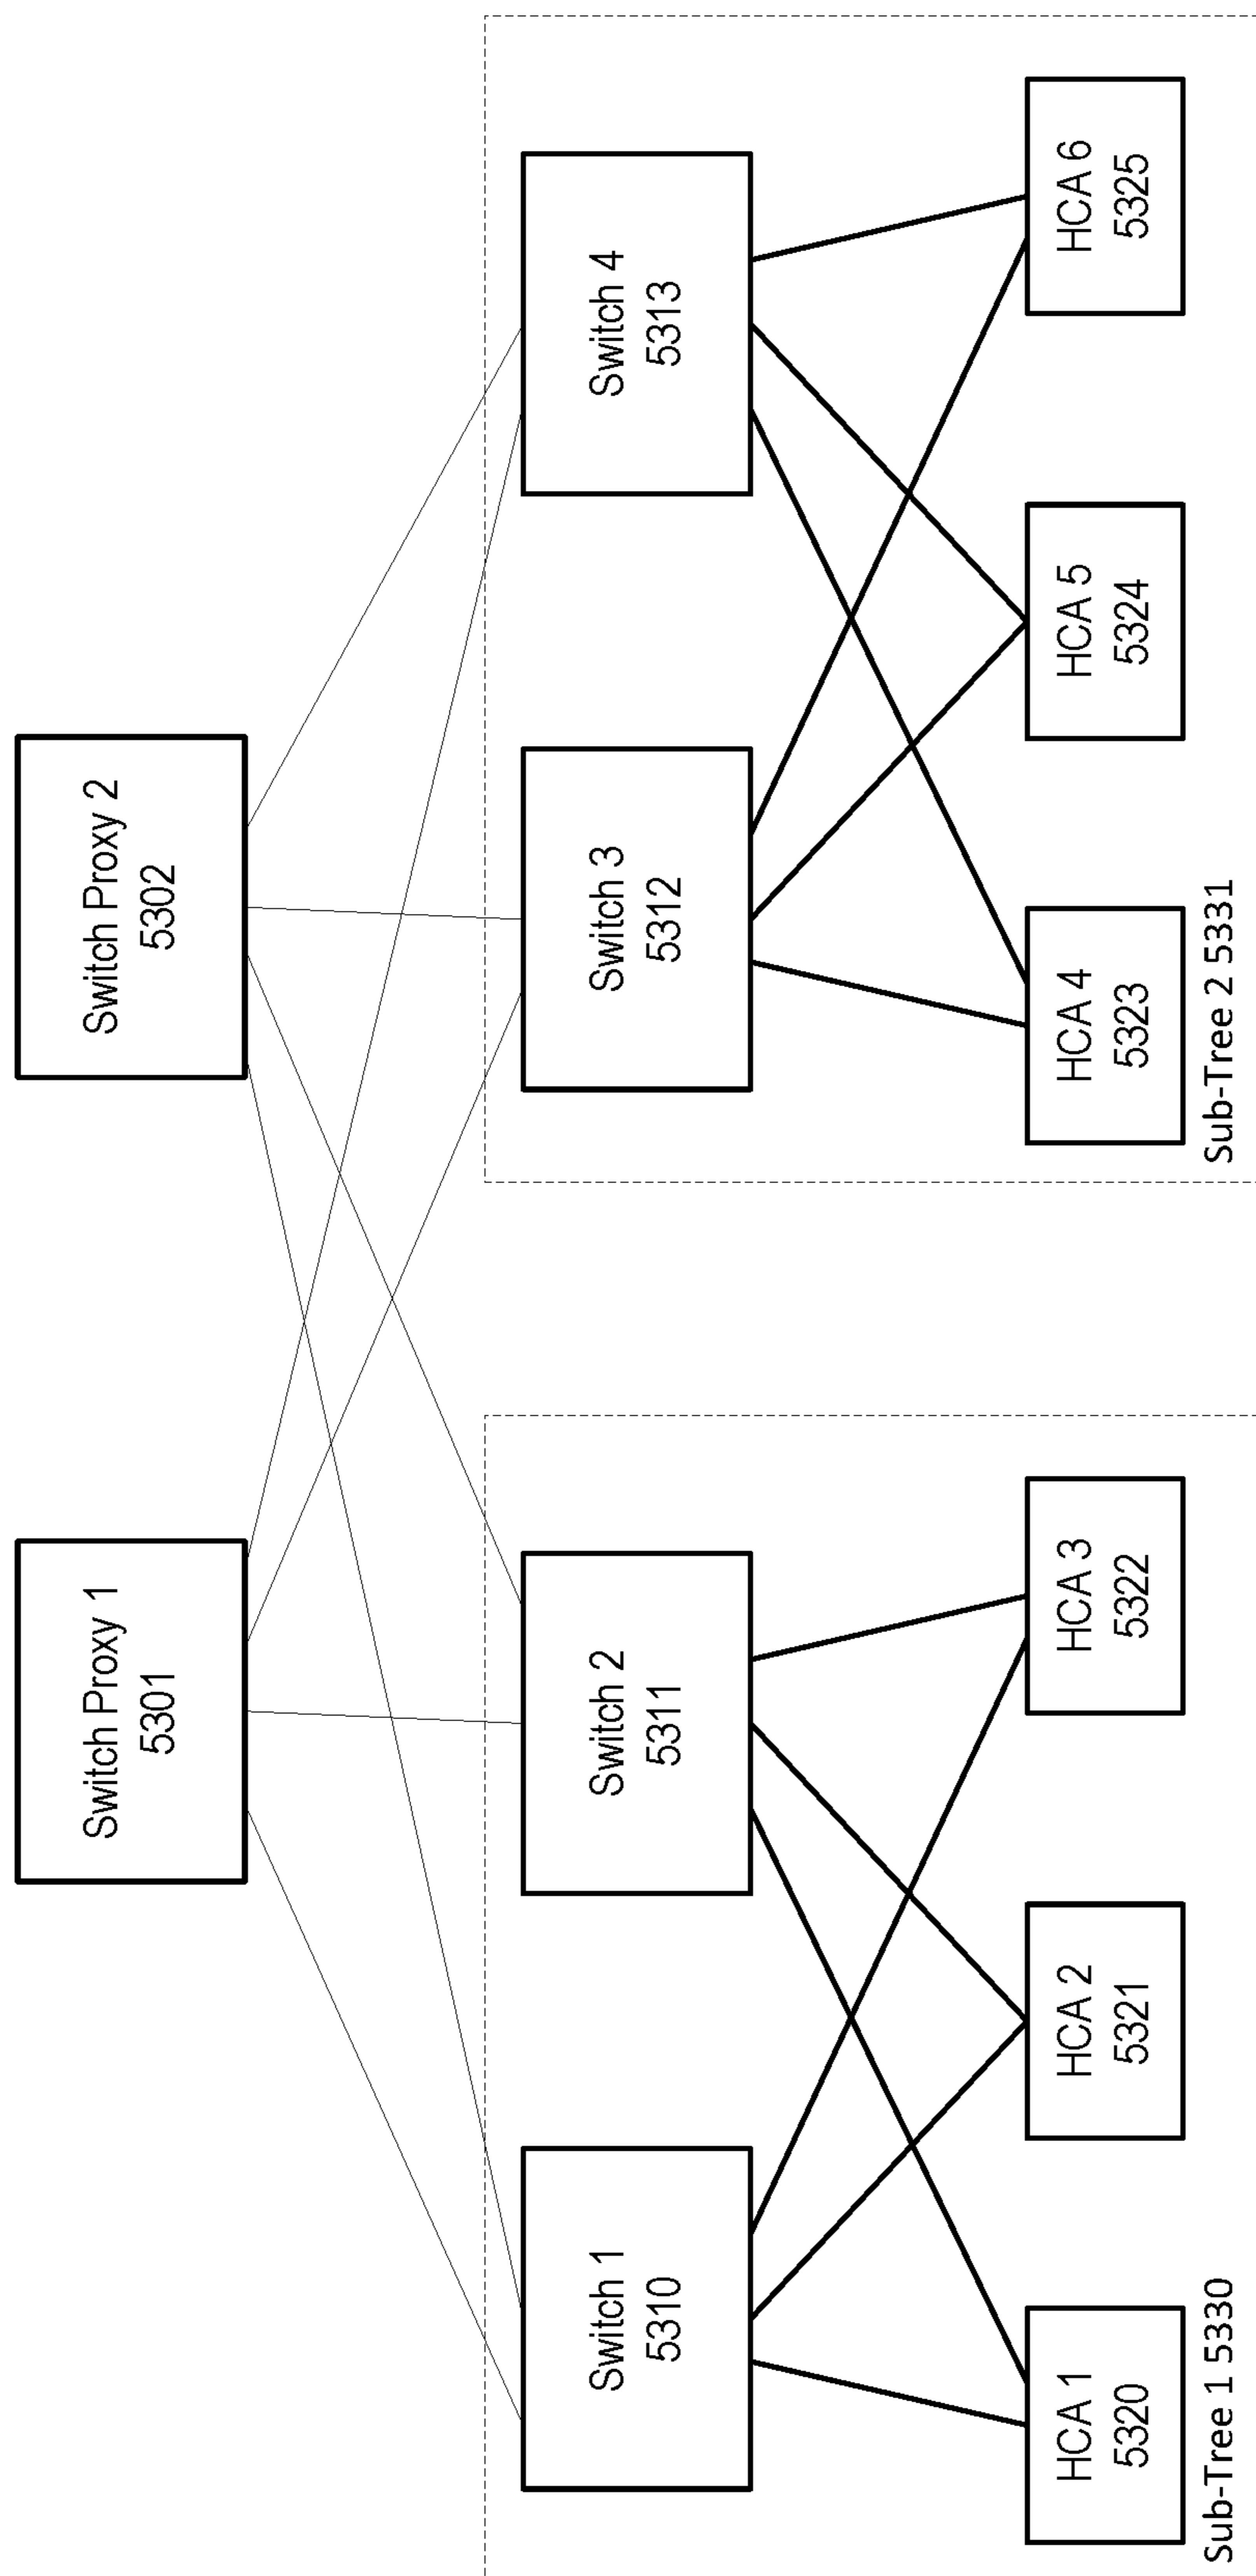 Switch Proxy 1
5301
Switch Proxy 2
5302
Switch 1
5310
Switch 2
5311
Switch 3
5312
Switch 4
5313
HCA 1
5320
HCA 2
5321
HCA 3
5322
HCA 4
5323
HCA 5
5324
HCA 6
5325
Sub-Tree 1 5330
Sub-Tree 2 5331